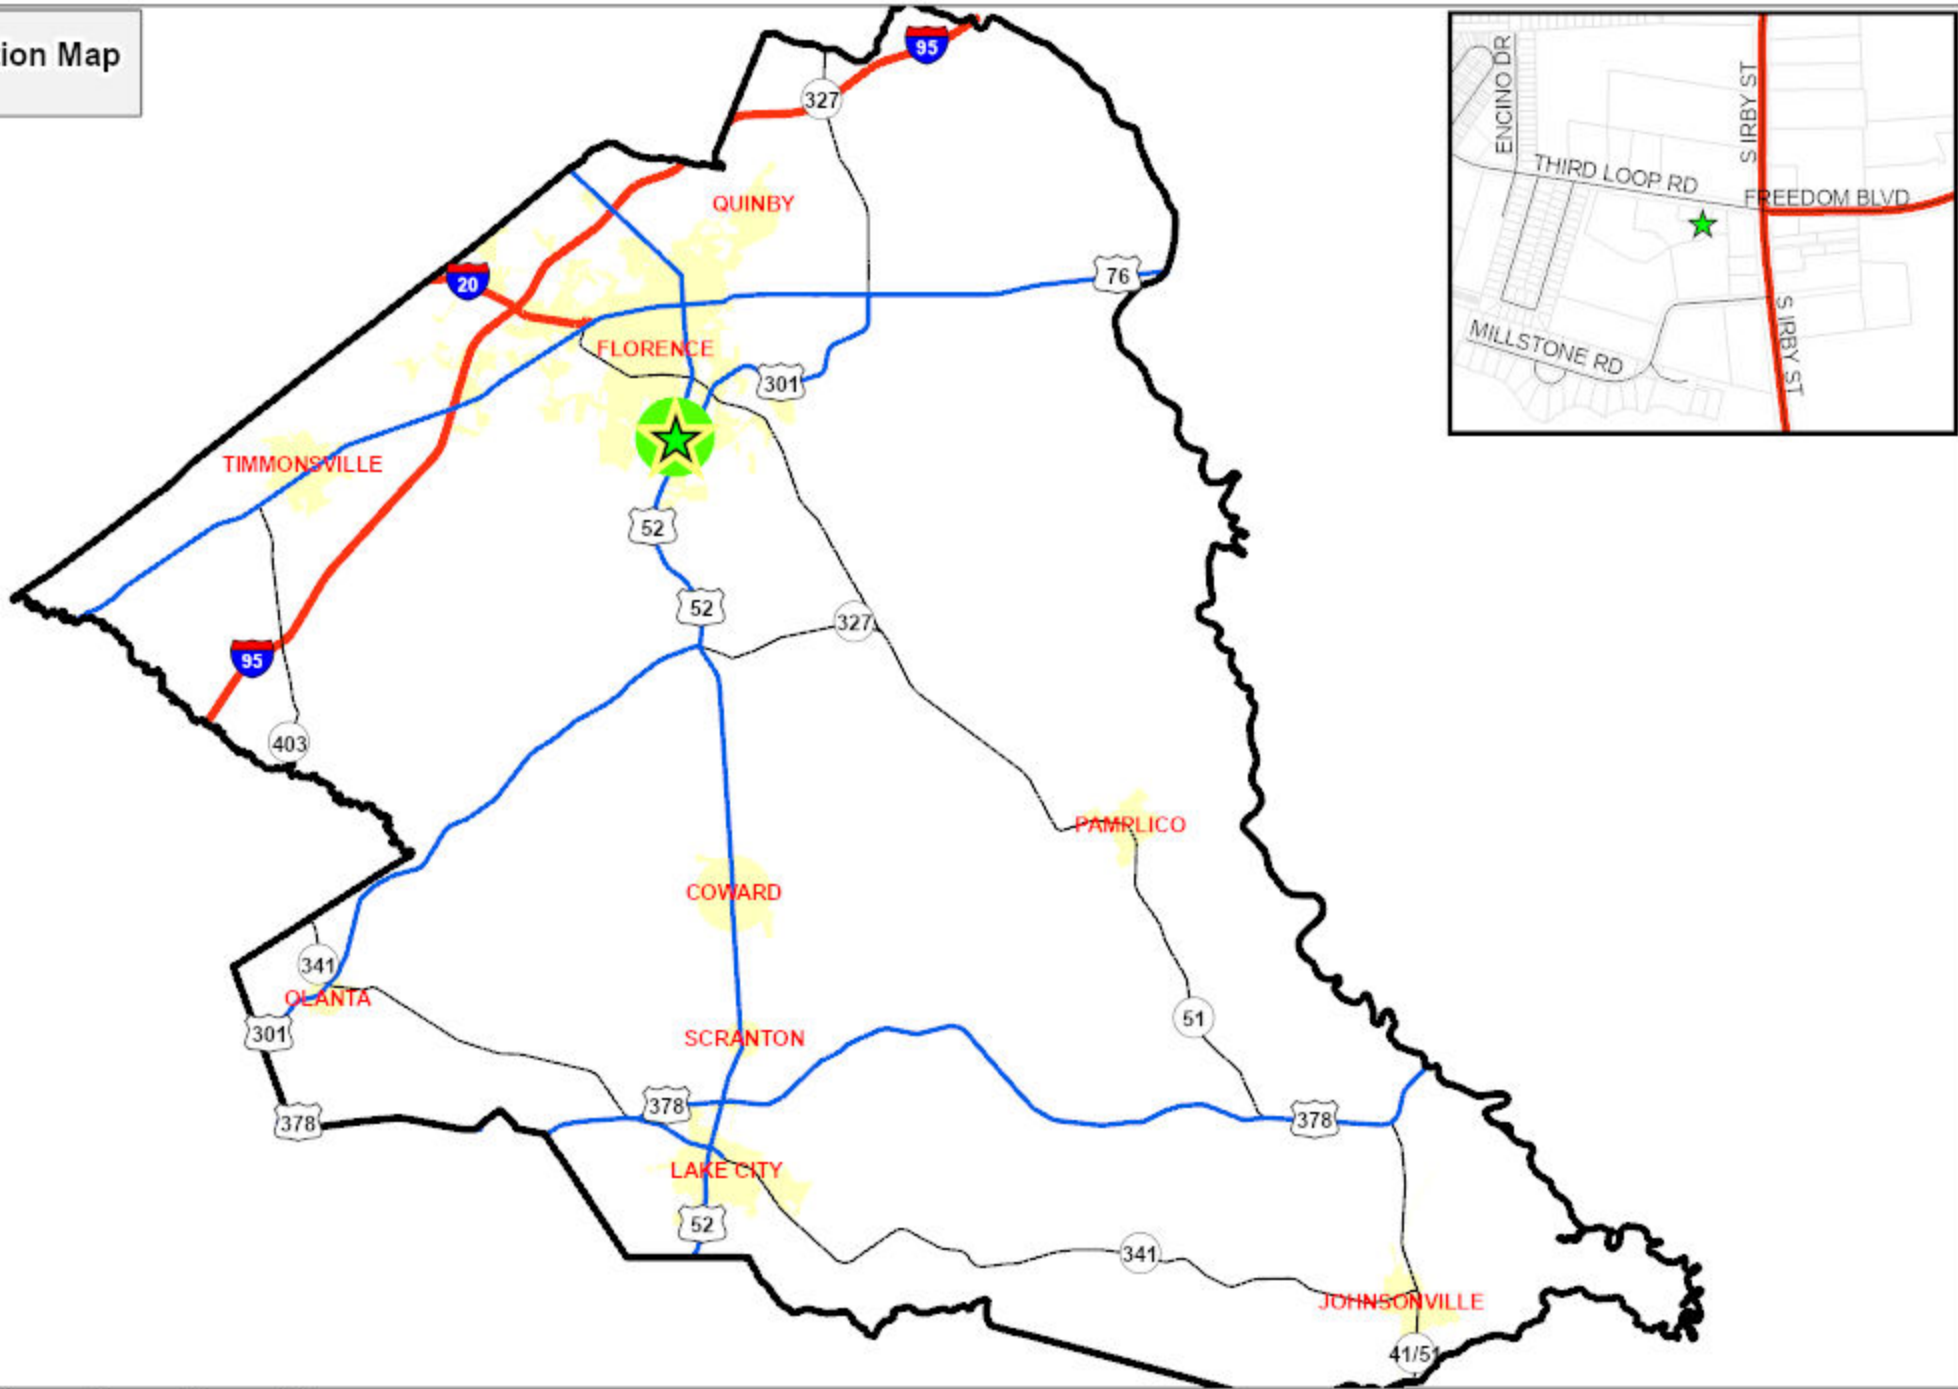 ion Map
95
327
QUINBY
20
76
FLORENCE
301
TIMMONSVILLE
52
52
327
95
403
PAMPLICO
COWARD
341
OLANTA
301
51
SCRANTON
378
378
378
LAKE CITY
52
341
JOHNSONVILLE
41/51
ENCINO DR
S IRBY ST
THIRD LOOP RD
FREEDOM BLVD
MILLSTONE RD
S IRBY ST